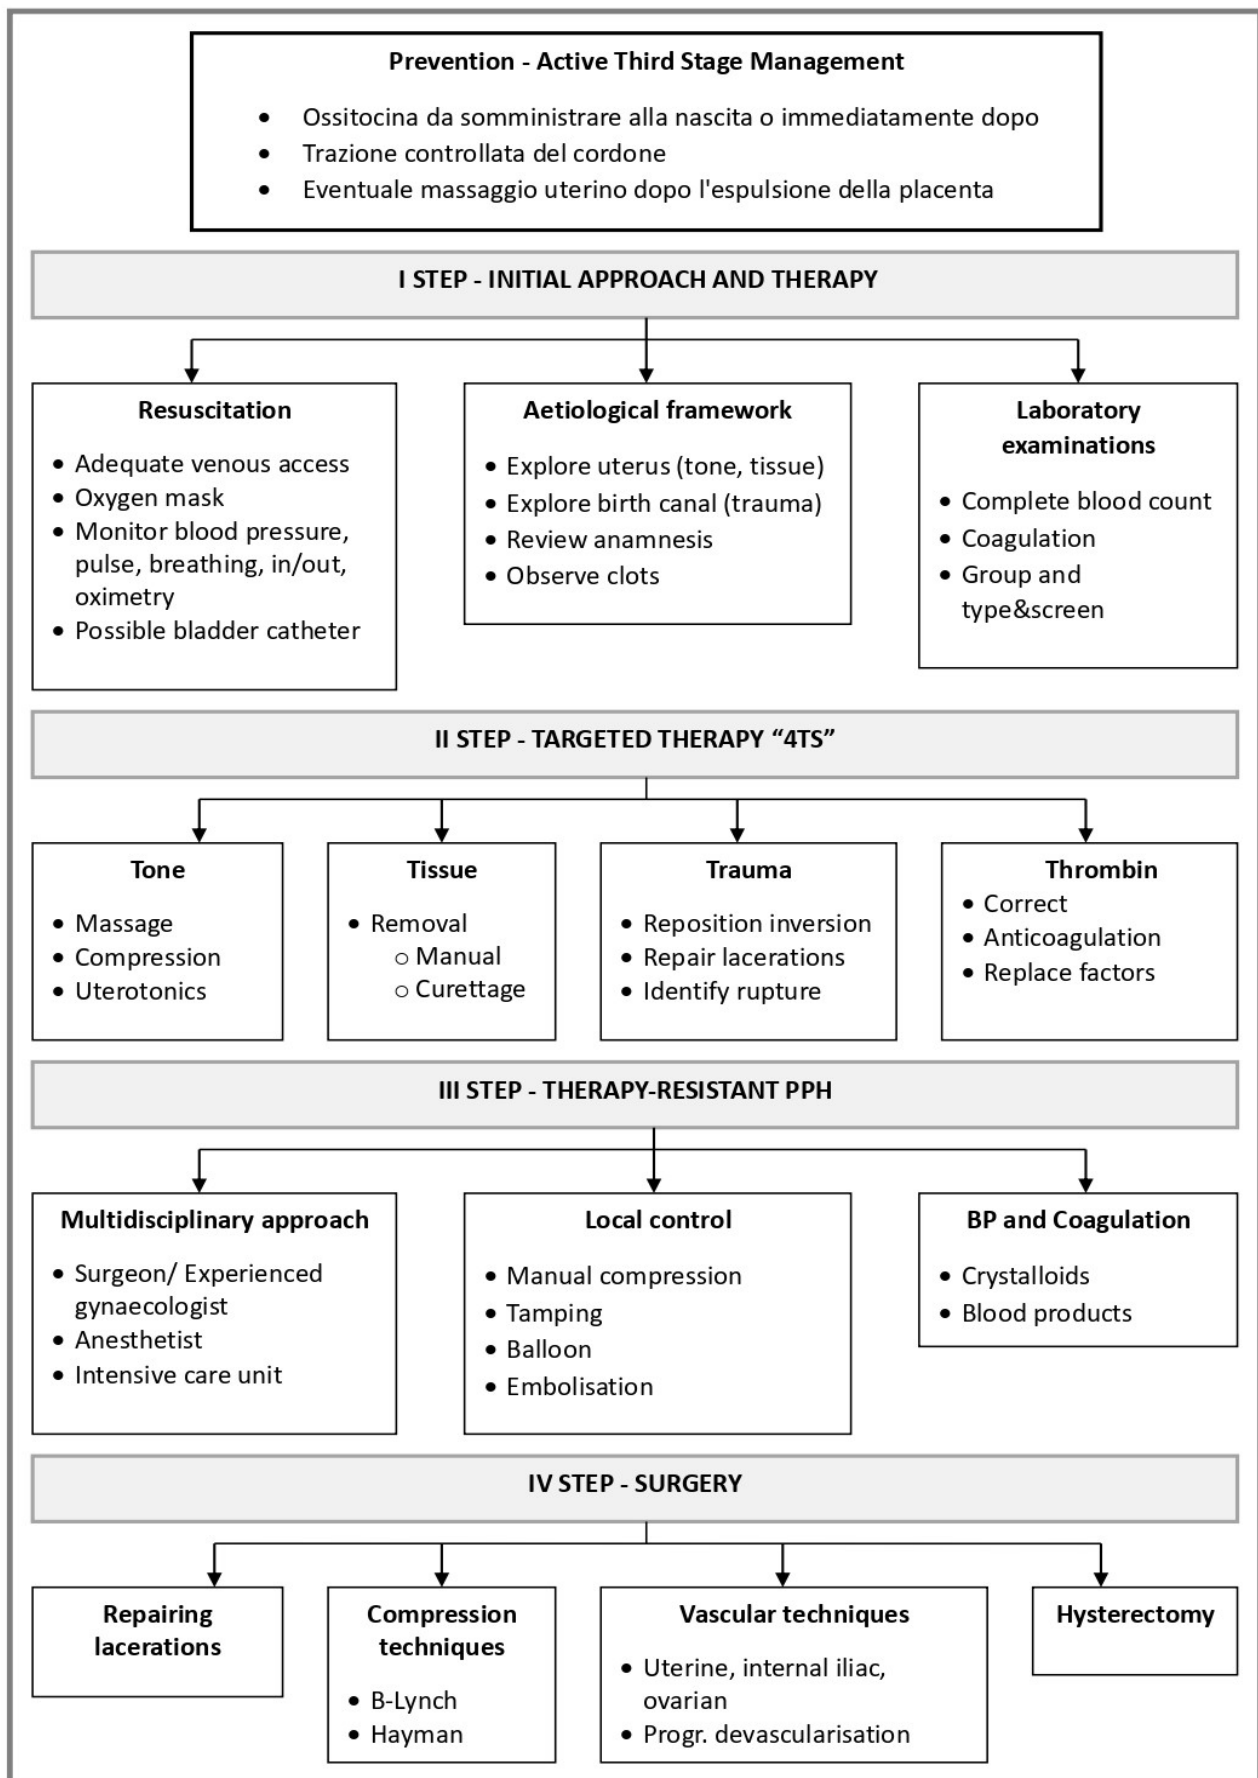 Prevention - Active Third Stage Management
• Ossitocina da somministrare alla nascita o immediatamente dopo
• Trazione controllata del cordone
• Eventuale massaggio uterino dopo l'espulsione della placenta
I STEP - INITIAL APPROACH AND THERAPY
Resuscitation
• Adequate venous access
• Oxygen mask
• Monitor blood pressure,
pulse, breathing, in/out,
oximetry
• Possible bladder catheter
Aetiological framework
• Explore uterus (tone, tissue)
• Explore birth canal (trauma)
• Review anamnesis
• Observe clots
Laboratory
examinations
• Complete blood count
• Coagulation
• Group and
type&screen
II STEP - TARGETED THERAPY “4TS”
Tone
• Massage
• Compression
• Uterotonics
Tissue
• Removal
o Manual
o Curettage
Trauma
• Reposition inversion
• Repair lacerations
• Identify rupture
Thrombin
• Correct
• Anticoagulation
• Replace factors
III STEP - THERAPY-RESISTANT PPH
Multidisciplinary approach
• Surgeon/ Experienced
gynaecologist
• Anesthetist
• Intensive care unit
Local control
• Manual compression
• Tamping
• Balloon
• Embolisation
BP and Coagulation
• Crystalloids
• Blood products
IV STEP - SURGERY
Repairing
lacerations
Compression
techniques
• B-Lynch
• Hayman
Vascular techniques
• Uterine, internal iliac,
ovarian
• Progr. devascularisation
Hysterectomy